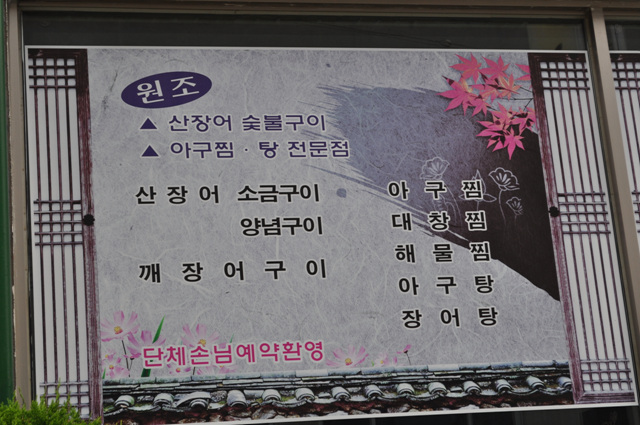 원조
▲ 산장어 숯불구이
▲ 아구찜 · 탕 전문점
산장어 소금구이
양념구이
깨장어구이
아구찜
대창찜
해물찜
아구탕
장어탕
단체손님예약환영